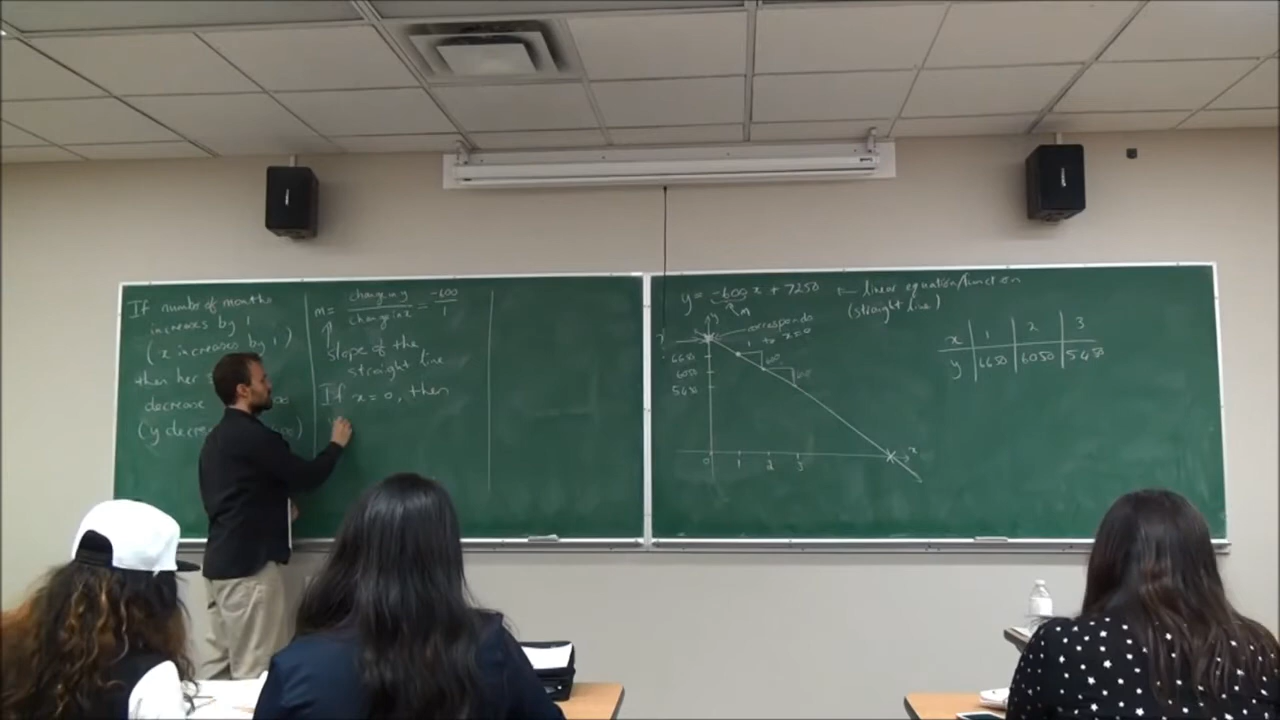 If number of months
increases by 1
(x increases by 1)
then her
decrease
(y decre 600)
m = change in y / change in x = -600 / 1
slope of the
straight line
If x = 0, then
y = -600x + 7250 ← linear equation/function
(straight line)
m
y
corresponds
to x=0
?
1
6650
600
6050
5450
x
0 1 2 3
x 1 2 3
y 6650 6050 5450